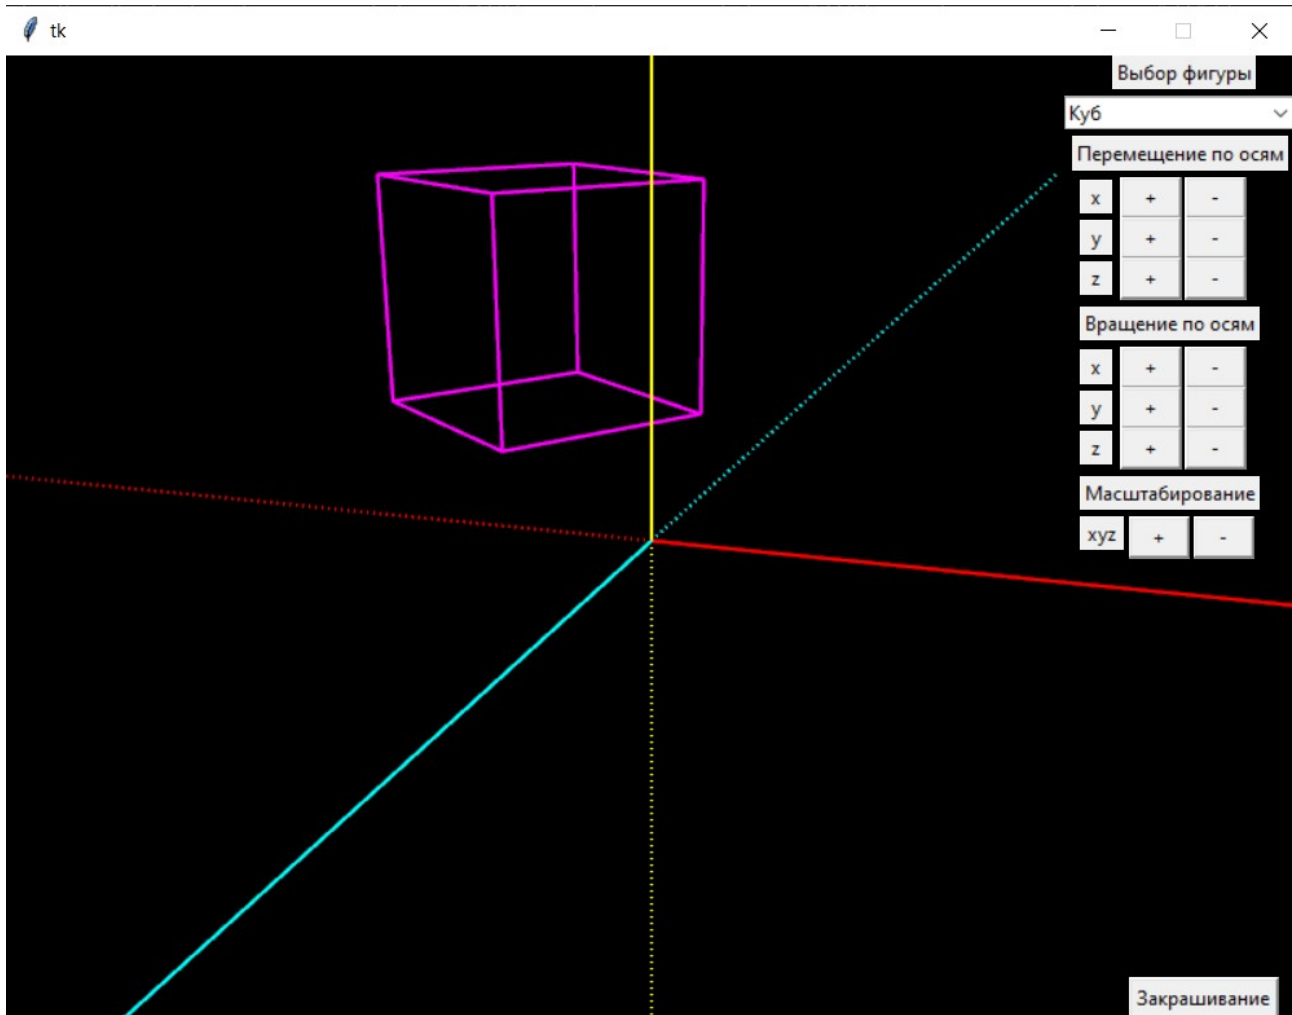 tk
Выбор фигуры
Куб
Перемещение по осям
x + -
y + -
z + -
Вращение по осям
x + -
y + -
z + -
Масштабирование
xyz + -
Закрашивание